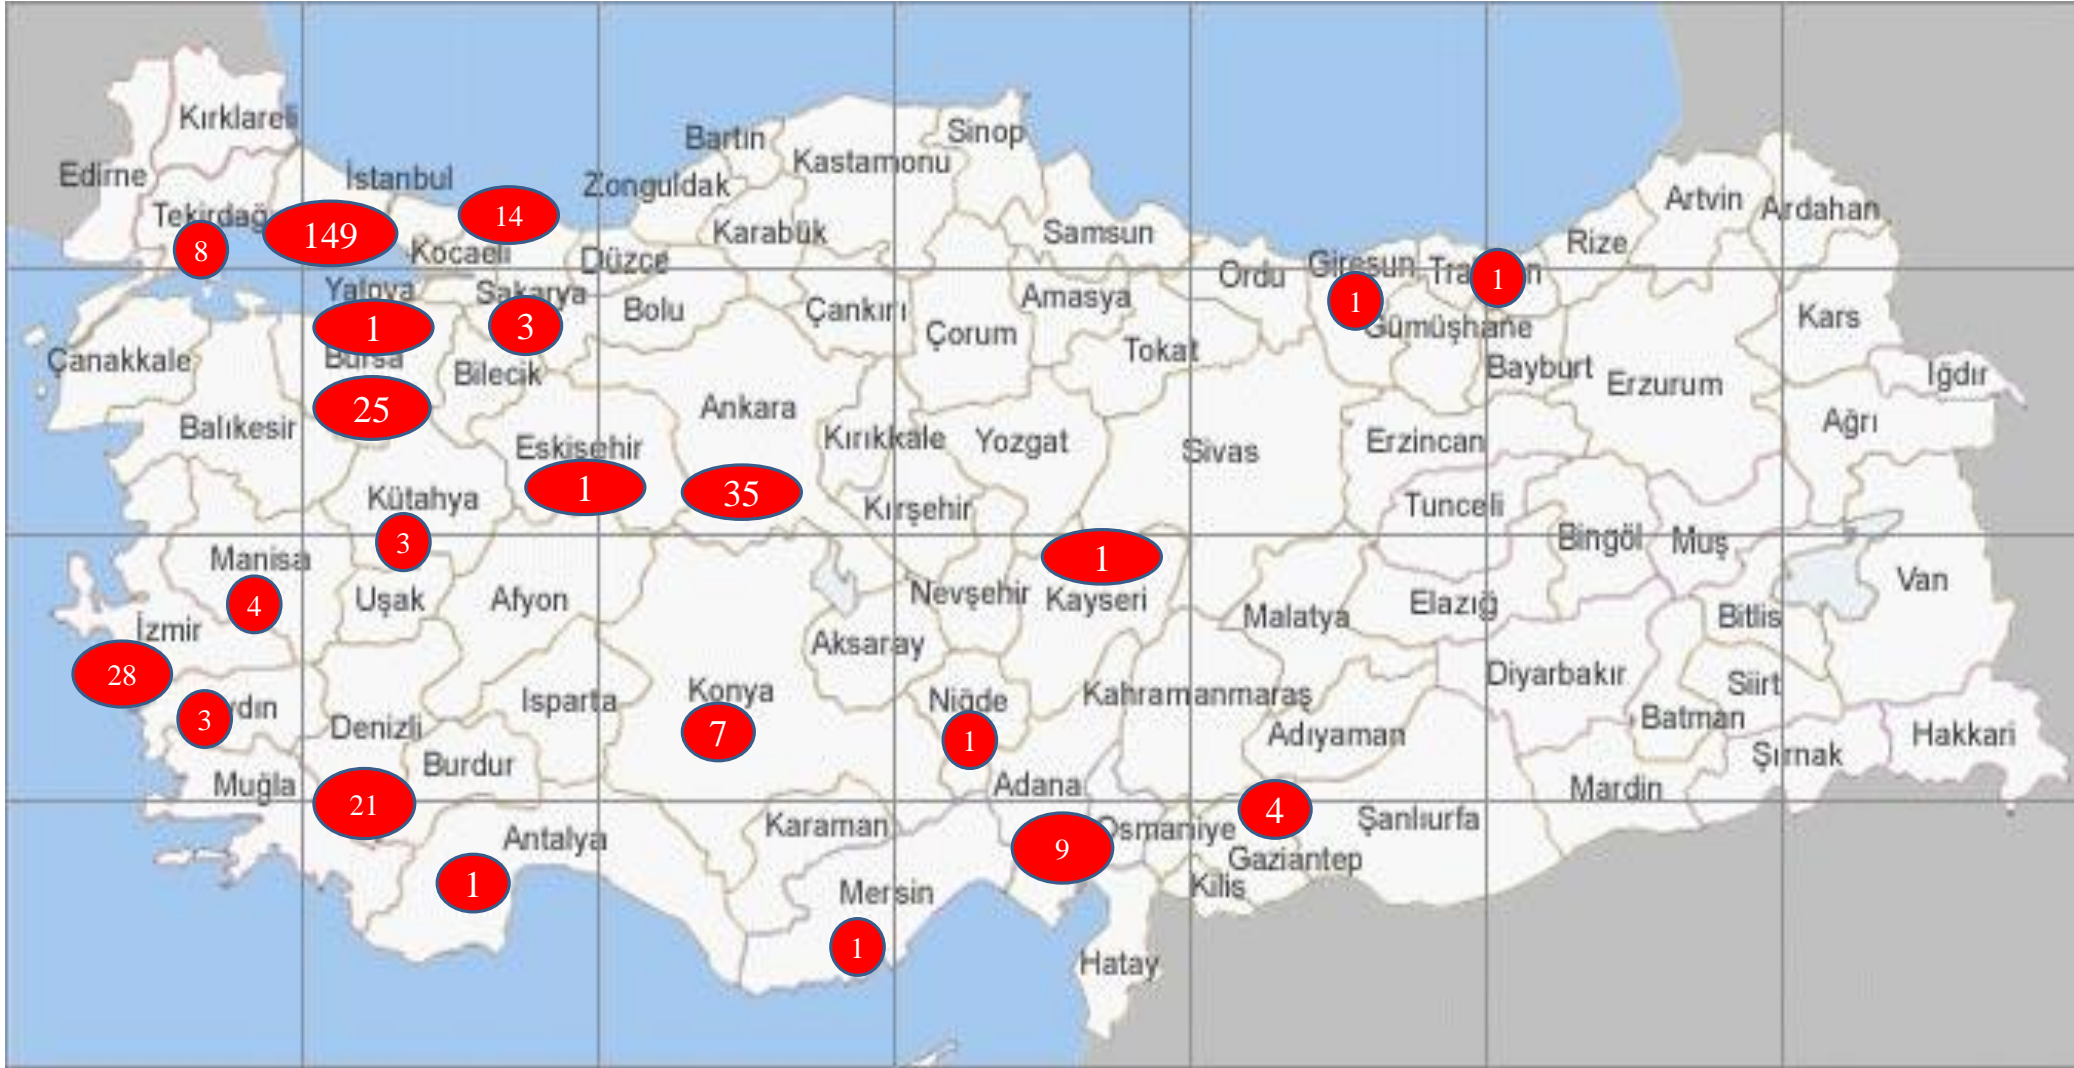 Kırklareli
Edirne
Tekirdağ
8
İstanbul
149
14
Kocaeli
Yalova
1
Sakarya
3
Düzce
Zonguldak
Bartın
Karabük
Kastamonu
Sinop
Samsun
Bolu
Çankırı
Çorum
Amasya
Tokat
Ordu
Giresun
1
1
Rize
Artvin
Ardahan
Gümüşhane
Bayburt
Erzurum
Kars
Iğdır
Ağrı
Çanakkale
Balıkesir
Bursa
25
Bilecik
Eskişehir
1
Ankara
35
Kırıkkale
Yozgat
Sivas
Erzincan
Tunceli
Bingöl
Muş
Van
Kütahya
3
Kırşehir
Manisa
4
Uşak
Afyon
Nevşehir
1
Kayseri
Malatya
Elazığ
Bitlis
İzmir
28
3
Aksaray
Konya
7
Isparta
Denizli
Burdur
Niğde
1
Kahramanmaraş
Adıyaman
Diyarbakır
Siirt
Batman
Şırnak
Hakkari
Mardin
Muğla
21
Antalya
1
Karaman
Mersin
1
Adana
9
Osmaniye
4
Gaziantep
Kilis
Şanlıurfa
Hatay